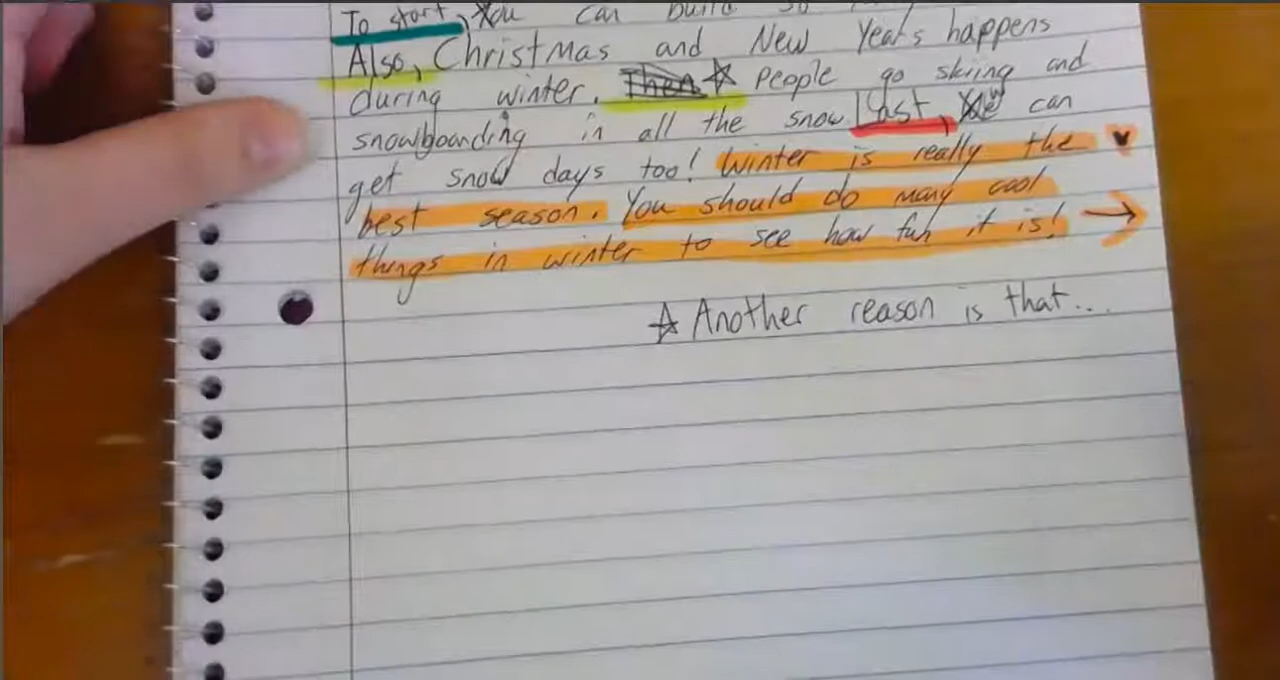 To start, You can build
Also, Christmas and New Years happens
during winter. Then ☆ People go skiing and
snowboarding in all the snow. Last, We can
get snow days too! Winter is really the
best season. You should do many cool
things in winter to see how fun it is! →
☆ Another reason is that...